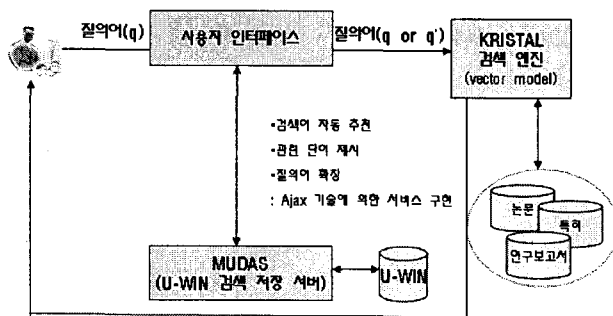 질의어(q)
사용자 인터페이스
질의어(q or q')
KRISTAL
검색 엔진
(vector model)
•검색어 자동 추천
•관련 단어 제시
•질의어 확장
: Ajax 기술에 의한 서비스 구현
논문
특허
연구보고서
MUDAS
(U-WIN 검색 저장 서버)
U-WIN